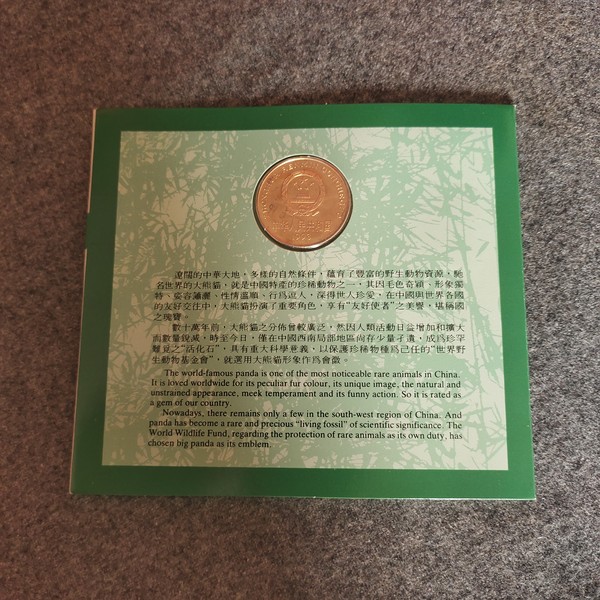 中华人民共和国
1993
遼闊的中華大地，多樣的自然條件，蘊育了豐富的野生動物資源。馳
名世界的大熊貓，就是中國特產的珍稀動物之一，其因毛色奇穎、形象獨
特、姿容灑麗、性情溫順、行爲逗人，深得世人珍愛，在中國與世界各國
的友好交往中，大熊貓扮演了重要角色，享有"友好使者"之美譽，堪稱國
之瑰寶。
數十萬年前，大熊貓之分佈曾較廣泛，然因人類活動日益增加和擴大
而數量銳減，時至今日，僅在中國西南局部地區尚存少量孑遺，成爲珍罕
難覓之"活化石"，具有重大科學意義，以保護珍稀物種爲己任的"世界野
生動物基金會"，就選用大熊貓形象作爲會徽。
The world-famous panda is one of the most noticeable rare animals in China.
It is loved worldwide for its peculiar fur colour, its unique image, the natural and
unstrained appearance, meek temperament and its funny action. So it is rated as
a gem of our country.
Nowadays, there remains only a few in the south-west region of China. And
panda has become a rare and precious "living fossil" of scientific significance. The
World Wildlife Fund, regarding the protection of rare animals as its own duty, has
chosen big panda as its emblem.